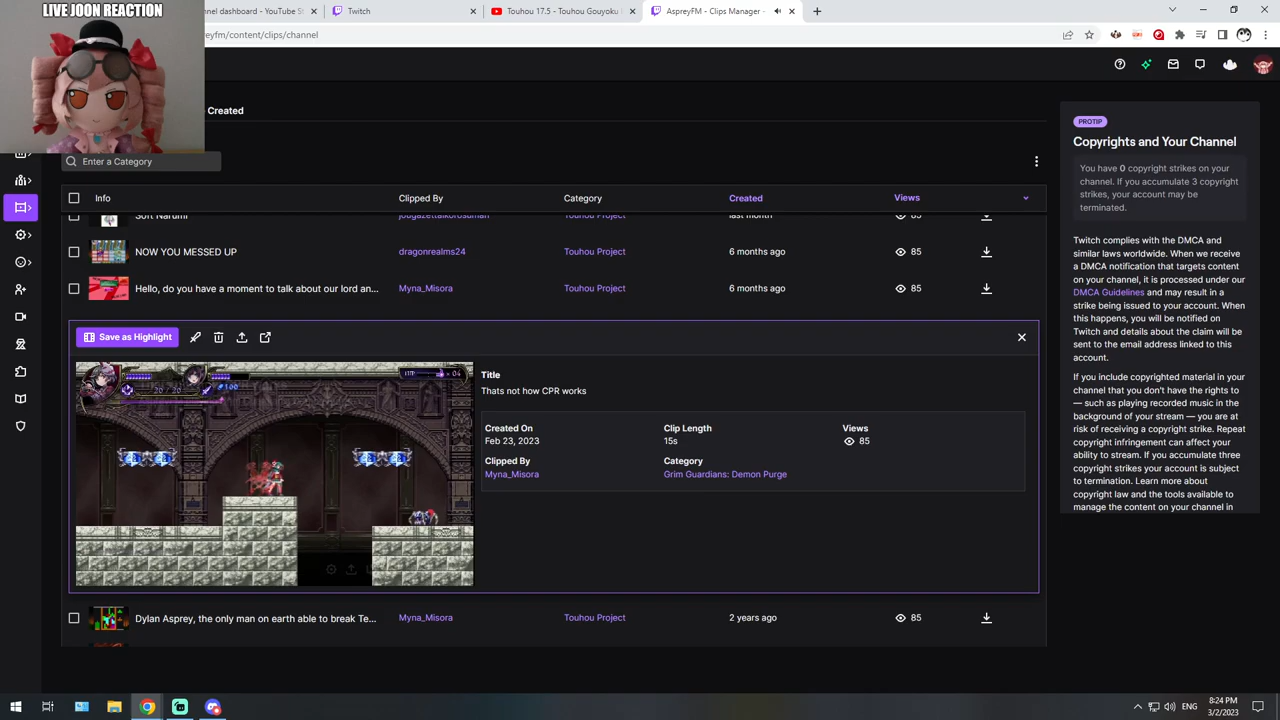 LIVE JOON REACTION
nnel dashboard - YouTube S
Twitch
Touhou 17.5 - Touhou Gouyoku
AspreyFM - Clips Manager -
preyfm/content/clips/channel
Created
Enter a Category
Info
Clipped By
Category
Created
Views
Soft Narumi
Touhou Project
last month
85
NOW YOU MESSED UP
dragonrealms24
Touhou Project
6 months ago
85
Hello, do you have a moment to talk about our lord an...
Myna_Misora
Touhou Project
6 months ago
85
Save as Highlight
Title
Thats not how CPR works
Created On
Feb 23, 2023
Clip Length
15s
Views
85
Clipped By
Myna_Misora
Category
Grim Guardians: Demon Purge
20 / 20
100
04
Dylan Asprey, the only man on earth able to break Te...
Myna_Misora
Touhou Project
2 years ago
85
PROTIP
Copyrights and Your Channel
You have 0 copyright strikes on your
channel. If you accumulate 3 copyright
strikes, your account may be
terminated.
Twitch complies with the DMCA and
similar laws worldwide. When we
receive a DMCA notification that targets content
on your channel, it is processed under our
DMCA Guidelines and may result in a
strike being issued to your account. When
this happens, you will be notified on
Twitch and details about the claim will be
sent to the email address linked to this
account.
If you include copyrighted material in your
channel that you don't have the rights to
— such as playing recorded music in the
background of your stream — you are at
risk of receiving a copyright strike. Repeat
copyright infringement can affect your
ability to stream. If you accumulate three
copyright strikes your account is subject
to termination. Learn more about
copyright law and the tools available to
manage the content on your channel in
ENG
8:24 PM
3/2/2023